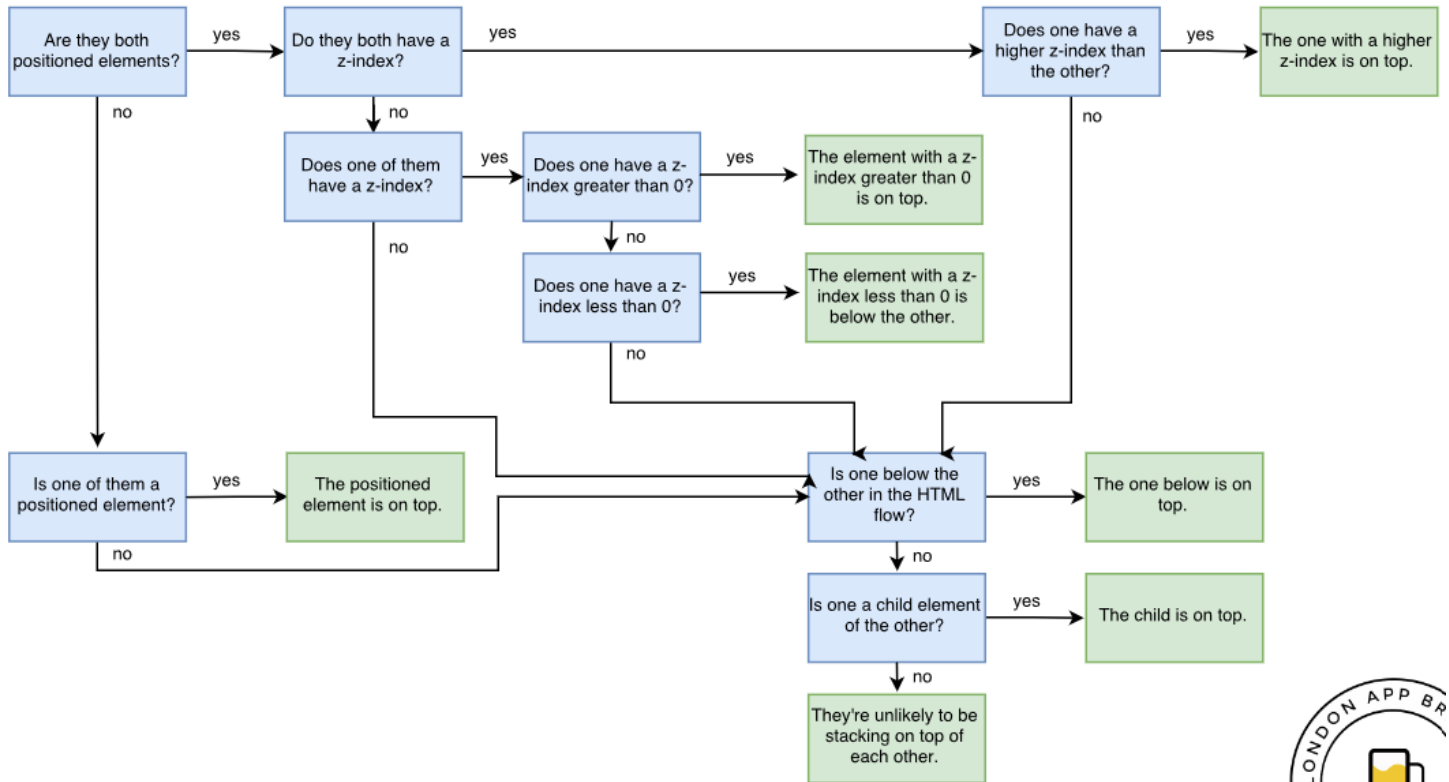 Are they both
positioned elements?
yes
Do they both have a
z-index?
yes
Does one have a
higher z-index than
the other?
yes
The one with a higher
z-index is on top.
no
no
no
Does one of them
have a z-index?
yes
Does one have a z-
index greater than 0?
yes
The element with a z-
index greater than 0
is on top.
no
no
Does one have a z-
index less than 0?
yes
The element with a z-
index less than 0 is
below the other.
no
Is one of them a
positioned element?
yes
The positioned
element is on top.
Is one below the
other in the HTML
flow?
yes
The one below is on
top.
no
no
Is one a child element
of the other?
yes
The child is on top.
no
They're unlikely to be
stacking on top of
each other.
LONDON APP BR